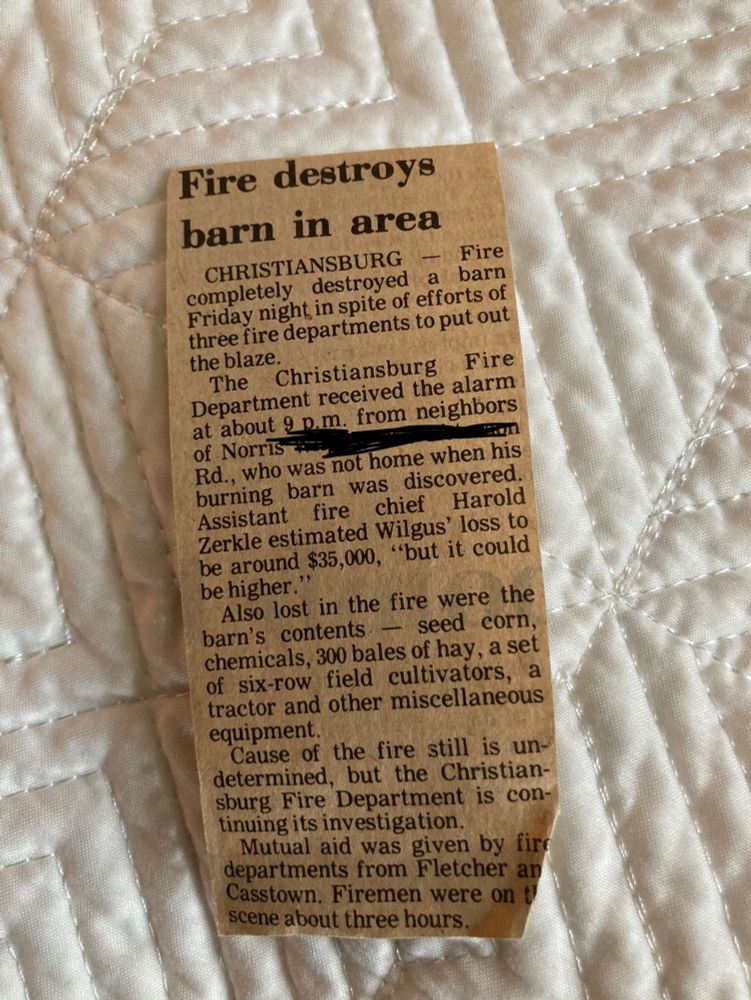 Fire destroys
barn in area
CHRISTIANSBURG — Fire
completely destroyed a barn
Friday night in spite of efforts of
three fire departments to put out
the blaze.
The Christiansburg Fire
Department received the alarm
at about 9 p.m. from neighbors
of Norris
Rd., who was not home when his
burning barn was discovered.
Assistant fire chief Harold
Zerkle estimated Wilgus' loss to
be around $35,000, "but it could
be higher."
Also lost in the fire were the
barn's contents — seed corn,
chemicals, 300 bales of hay, a set
of six-row field cultivators, a
tractor and other miscellaneous
equipment.
Cause of the fire still is un-
determined, but the Christian-
sburg Fire Department is con-
tinuing its investigation.
Mutual aid was given by fire
departments from Fletcher an
Casstown. Firemen were on t
scene about three hours.